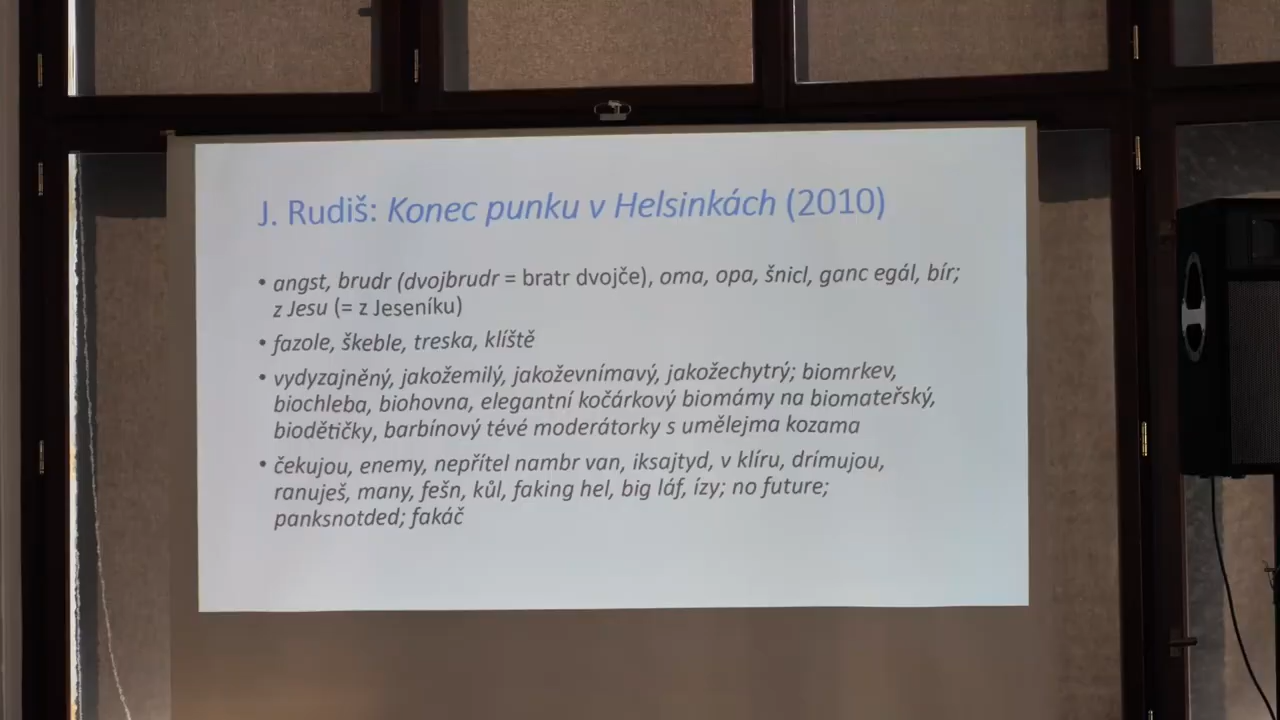 J. Rudiš: Konec punku v Helsinkách (2010)
• angst, brudr (dvojbrudr = bratr dvojče), oma, opa, šnicl, ganc egál, bír;
z Jesu (= z Jeseníku)
• fazole, škeble, treska, klíště
• vydyzajněný, jakožemilý, jakoževnímavý, jakožechytrý; biomrkev,
biochleba, biohovna, elegantní kočárkový biomámy na biomateřský,
biodětičky, barbínový tévé moderátorky s umělejma kozama
• čekujou, enemy, nepřítel nambr van, iksajtyd, v klíru, drímujou,
ranuješ, many, fešn, kůl, faking hel, big láf, ízy; no future;
panksnotded; fakáč